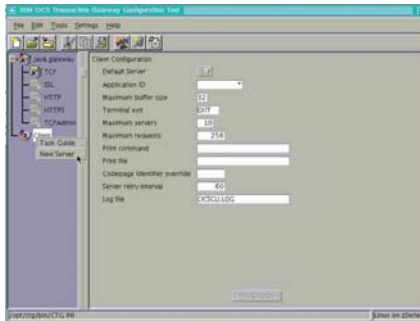 IBM CICS Transaction Gateway Configuration Tool
File Edit Tools Settings Help
Java gateway
TCP
SSL
HTTP
HTTPS
TCPAdmin
Client
Task Guide
New Server
Client Configuration
Default Server
Application ID *
Maximum buffer size 32
Terminal exit EXIT
Maximum servers 10
Maximum requests 256
Print command
Print file
Codepage identifier override
Server retry interval 60
Log file CICSCLI.LOG
/opt/ctg/bin/CTG.INI
Linux on zSeries